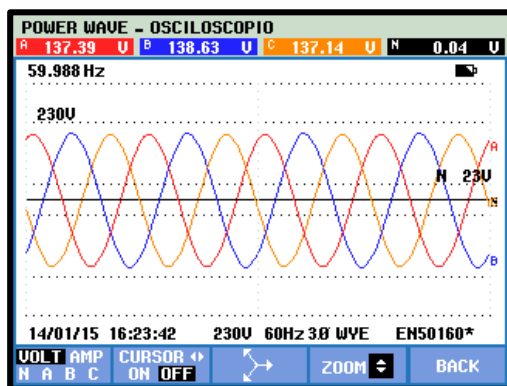 POWER WAVE - OSCILOSCOPIO
A 137.39 V B 138.63 V C 137.14 V N 0.04 V
59.988 Hz
230V
A
N 23V
N
B
14/01/15 16:23:42 230V 60Hz 3Ø WYE EN50160*
VOLT AMP CURSOR ZOOM BACK
N A B C ON OFF